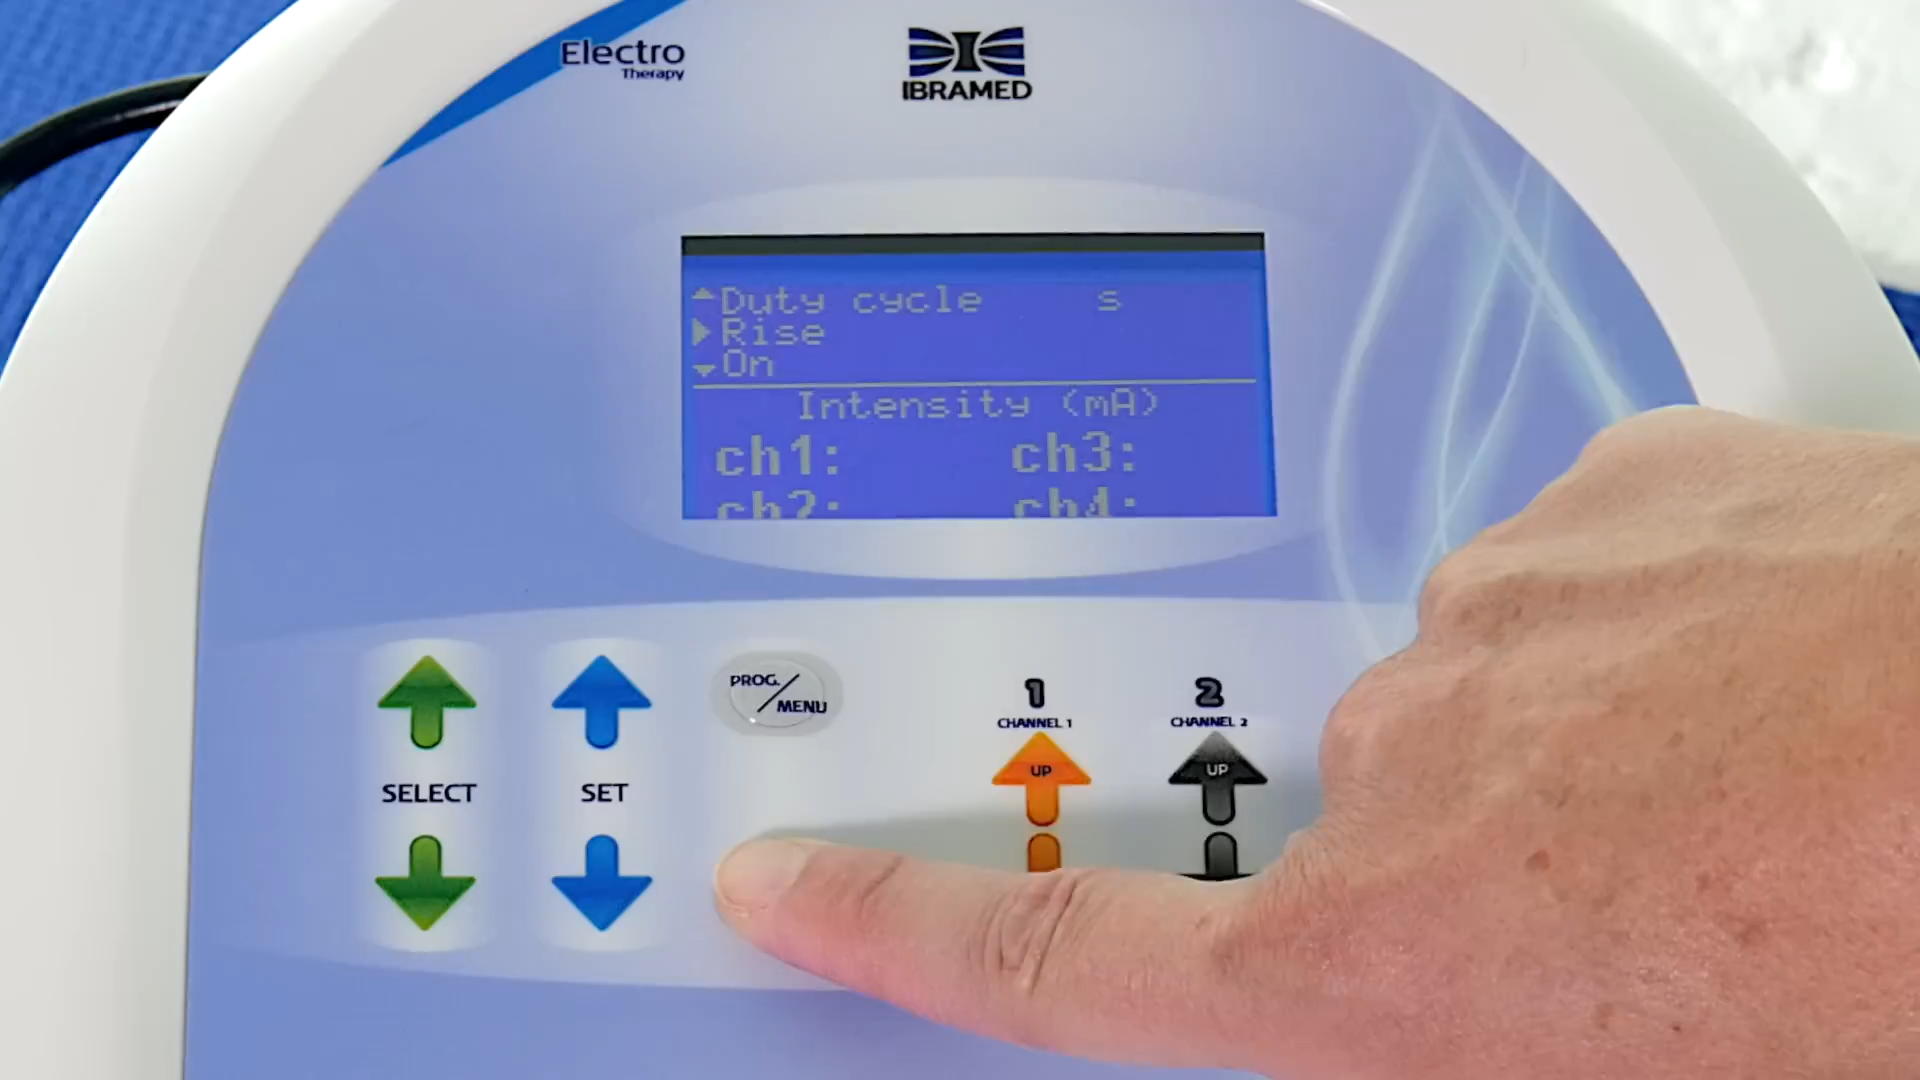 Electro
Therapy
IBRAMED
Duty cycle s
Rise
On
Intensity (mA)
ch1: ch3:
ch2: ch4:
PROG./MENU
SELECT
SET
1
CHANNEL 1
UP
2
CHANNEL 2
UP